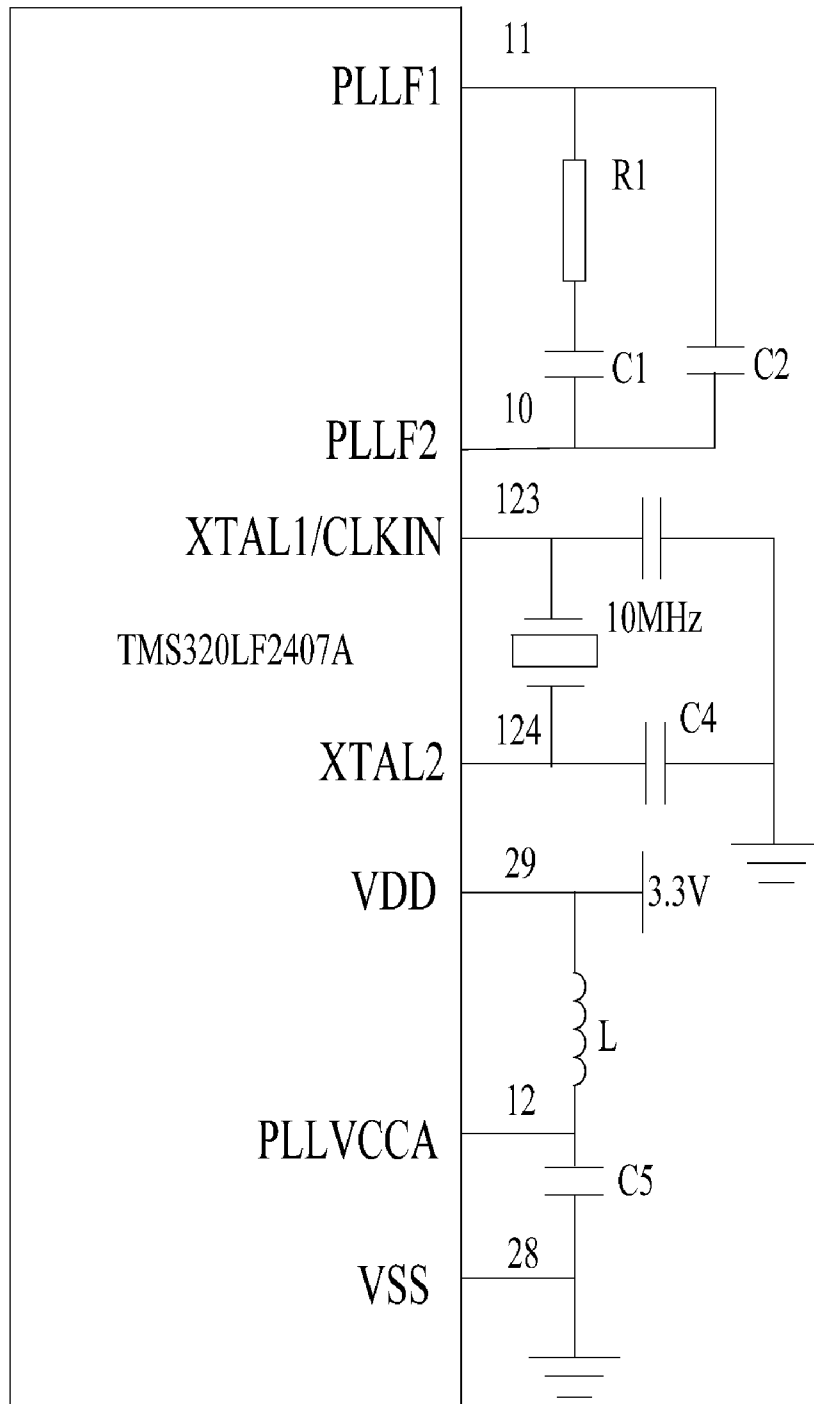 11
PLLF1
R1
C1
C2
10
PLLF2
123
XTAL1/CLKIN
10MHz
TMS320LF2407A
124
C4
XTAL2
29
VDD
3.3V
L
12
PLLVCCA
C5
28
VSS